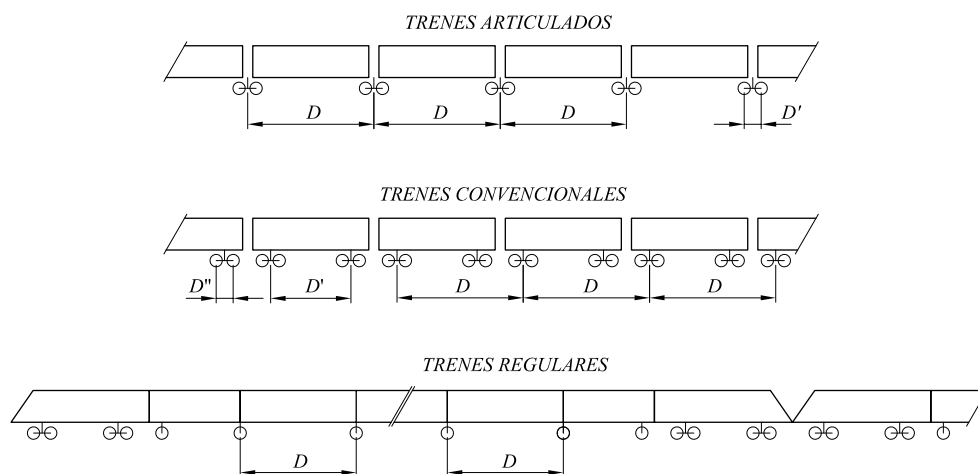 TRENES ARTICULADOS
D D D D'
TRENES CONVENCIONALES
D" D' D D D
TRENES REGULARES
D D